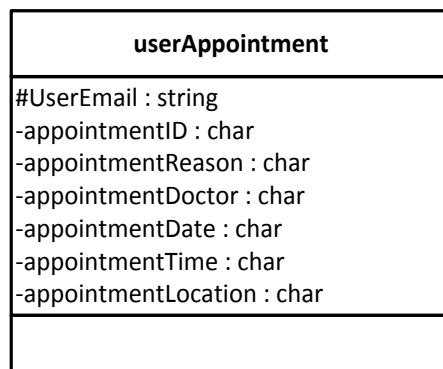 userAppointment
#UserEmail : string
-appointmentID : char
-appointmentReason : char
-appointmentDoctor : char
-appointmentDate : char
-appointmentTime : char
-appointmentLocation : char